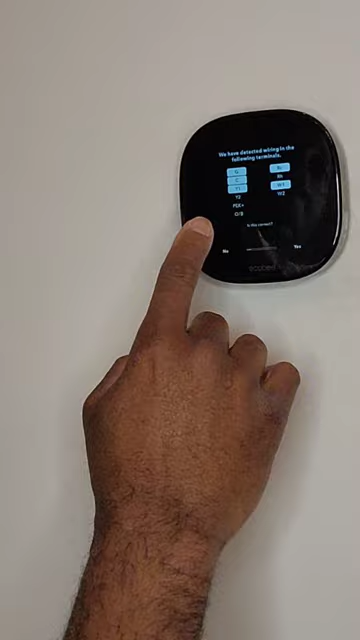 We have detected wiring in the
following terminals.
G Rc
C Rh
Y1 W1
Y2 W2
PEK+
O/B
Is this correct?
No Yes
ecobee